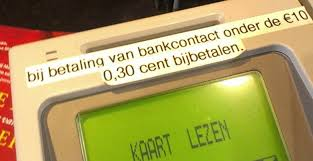 bij betaling van bankcontact onder de €10
0,30 cent bijbetalen.
KAART LEZEN